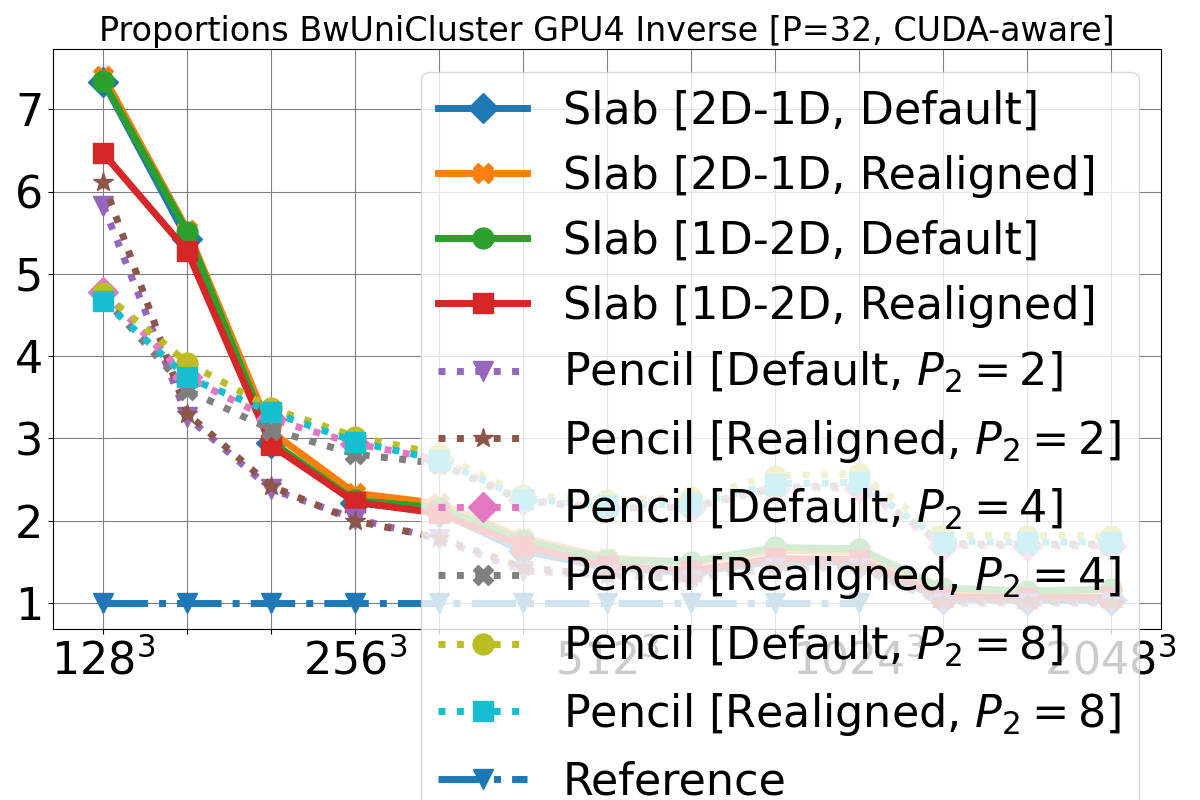 Proportions BwUniCluster GPU4 Inverse [P=32, CUDA-aware]
7
6
5
4
3
2
1
128³
256³
512³
1024³
2048³
Slab [2D-1D, Default]
Slab [2D-1D, Realigned]
Slab [1D-2D, Default]
Slab [1D-2D, Realigned]
Pencil [Default, P₂ = 2]
Pencil [Realigned, P₂ = 2]
Pencil [Default, P₂ = 4]
Pencil [Realigned, P₂ = 4]
Pencil [Default, P₂ = 8]
Pencil [Realigned, P₂ = 8]
Reference